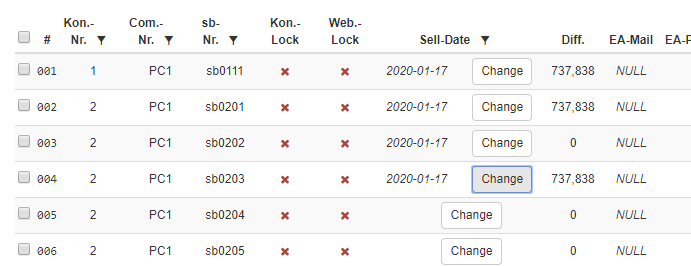 Kon.- Com.- sb- Kon.- Web.-
# Nr. Nr. Nr. Lock Lock Sell-Date Diff. EA-Mail EA-P
001 1 PC1 sb0111 2020-01-17 Change 737,838 NULL
002 2 PC1 sb0201 2020-01-17 Change 737,838 NULL
003 2 PC1 sb0202 2020-01-17 Change 0 NULL
004 2 PC1 sb0203 2020-01-17 Change 737,838 NULL
005 2 PC1 sb0204 Change 0 NULL
006 2 PC1 sb0205 Change 0 NULL